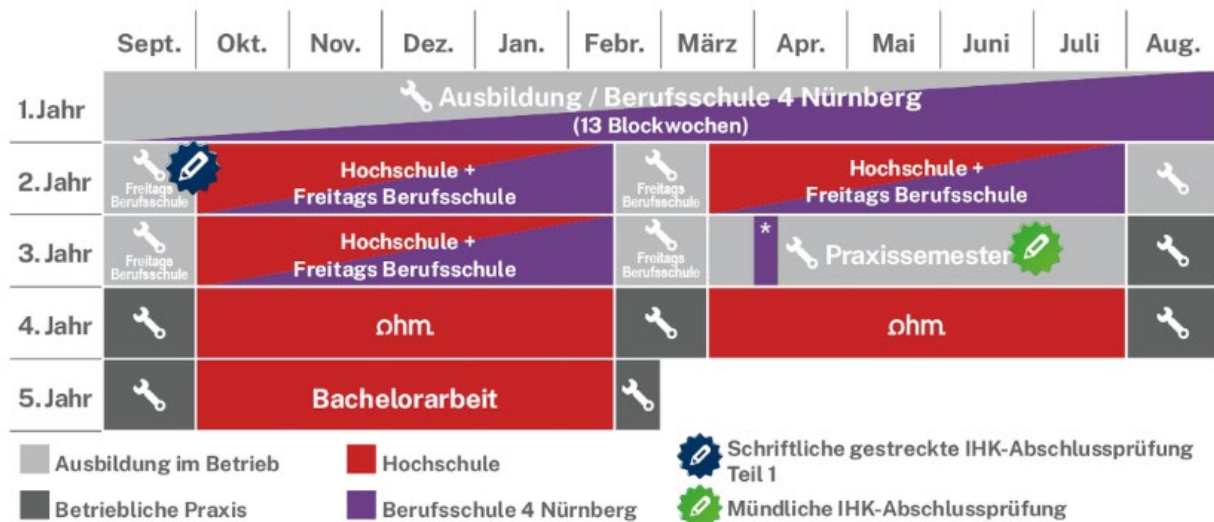 Sept. Okt. Nov. Dez. Jan. Febr. März Apr. Mai Juni Juli Aug.
1. Jahr
Ausbildung / Berufsschule 4 Nürnberg
(13 Blockwochen)
2. Jahr
Freitags
Berufsschule
Hochschule +
Freitags Berufsschule
Freitags
Berufsschule
Hochschule +
Freitags Berufsschule
3. Jahr
Freitags
Berufsschule
Hochschule +
Freitags Berufsschule
Freitags
Berufsschule
*
Praxissemester
4. Jahr
ohm
ohm
5. Jahr
Bachelorarbeit
Ausbildung im Betrieb
Hochschule
Schriftliche gestreckte IHK-Abschlussprüfung
Teil 1
Betriebliche Praxis
Berufsschule 4 Nürnberg
Mündliche IHK-Abschlussprüfung